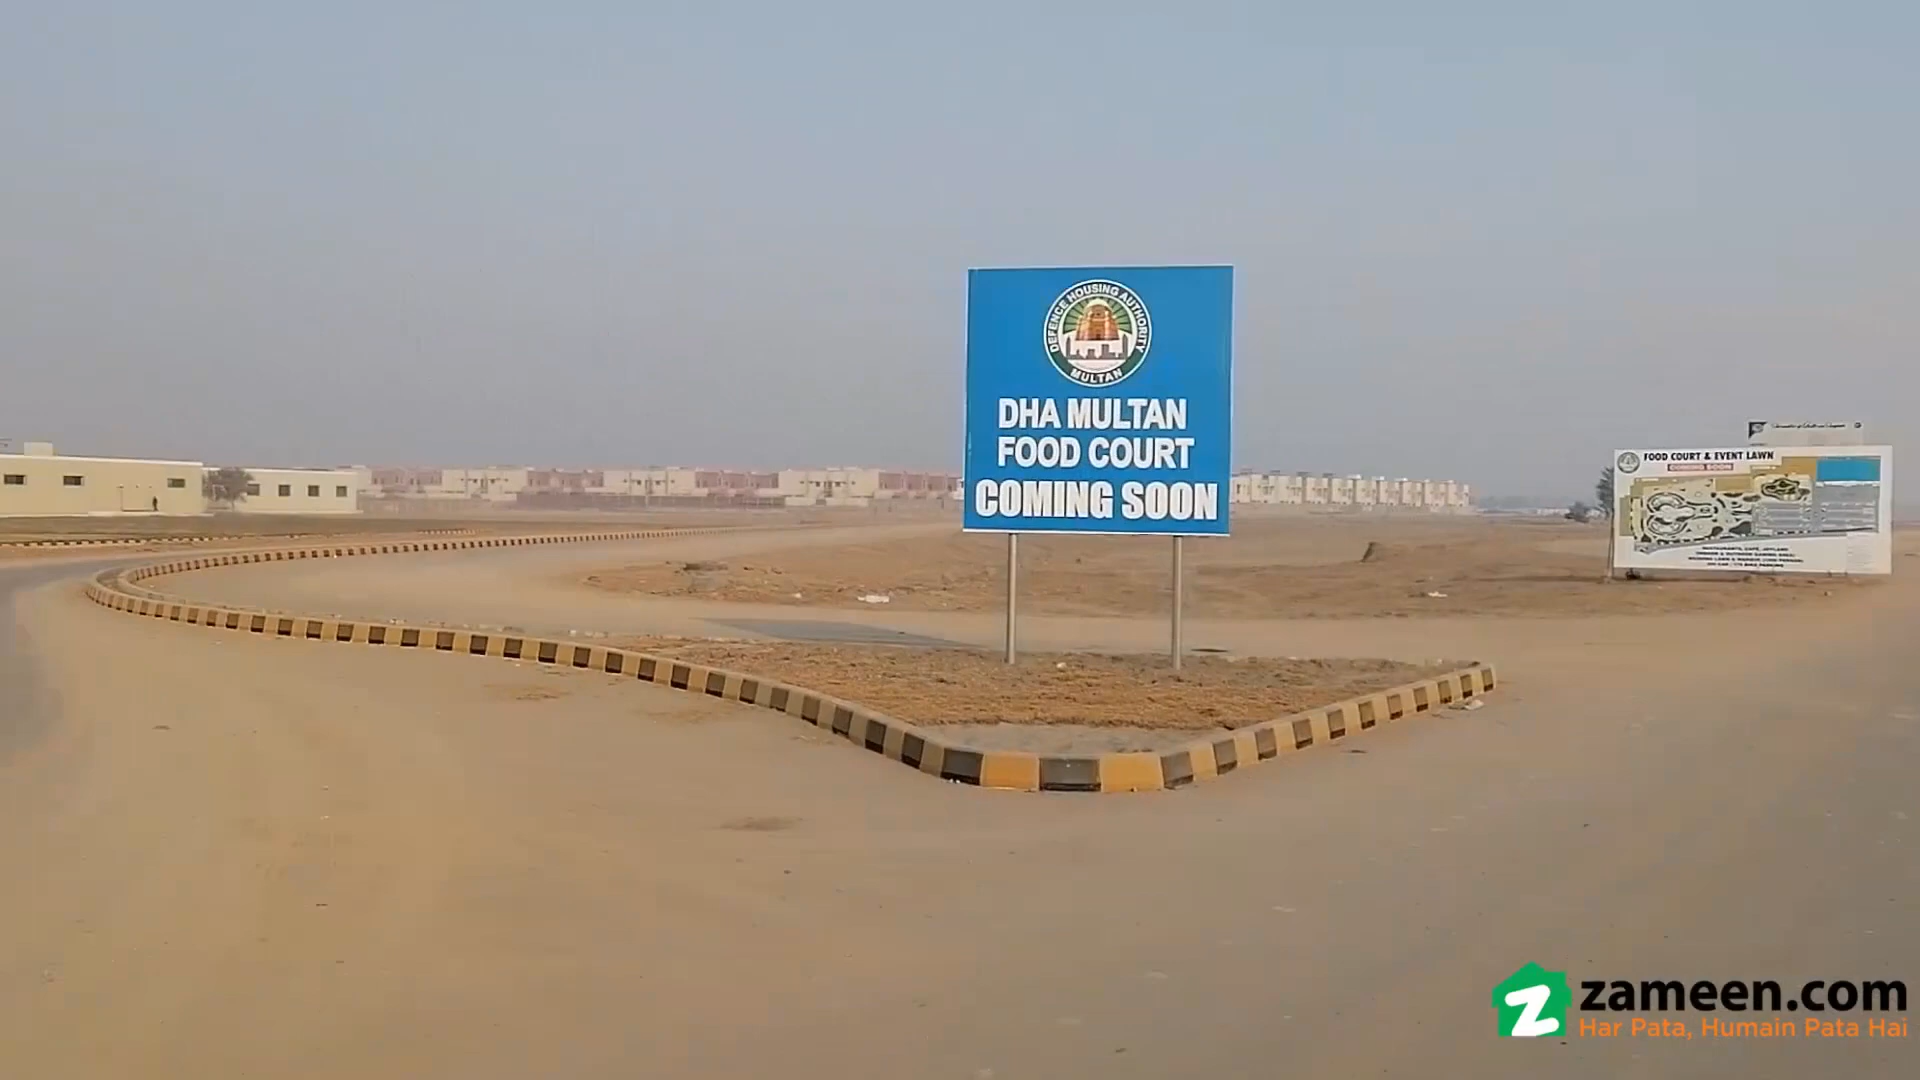 DEFENCE HOUSING AUTHORITY
MULTAN
DHA MULTAN
FOOD COURT
COMING SOON
FOOD COURT & EVENT LAWN
COMING SOON
zameen.com
Har Pata, Humain Pata Hai